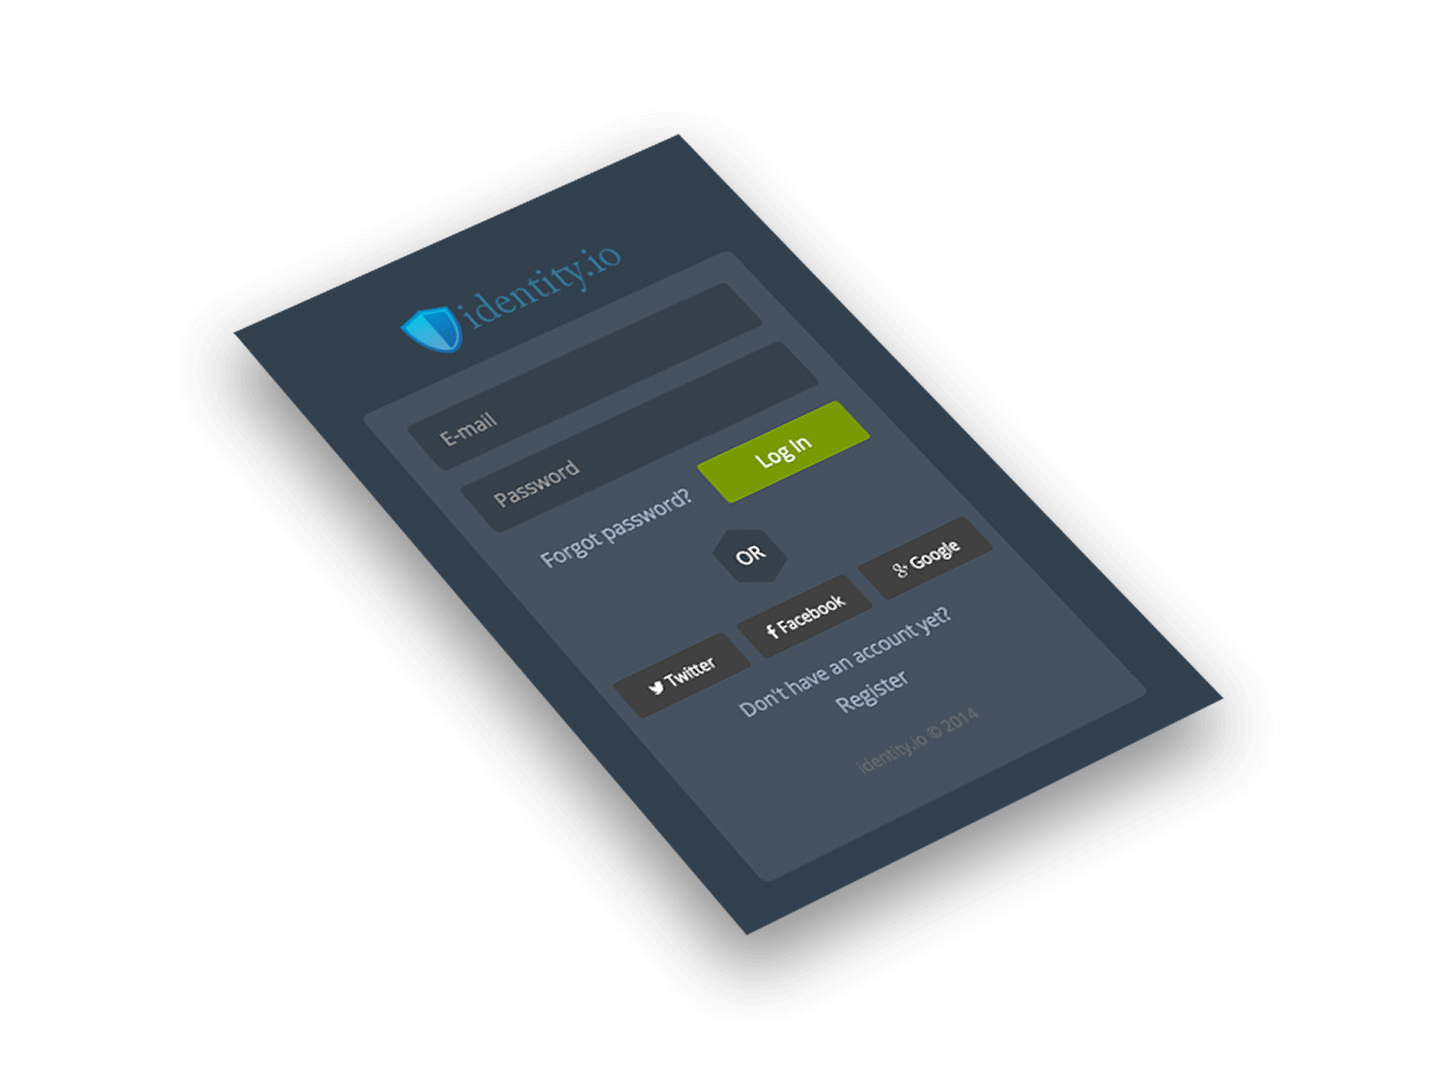 identity.io
E-mail
Password
Forgot password?
Log In
OR
Twitter
Facebook
Google
Don't have an account yet?
Register
identity.io © 2014